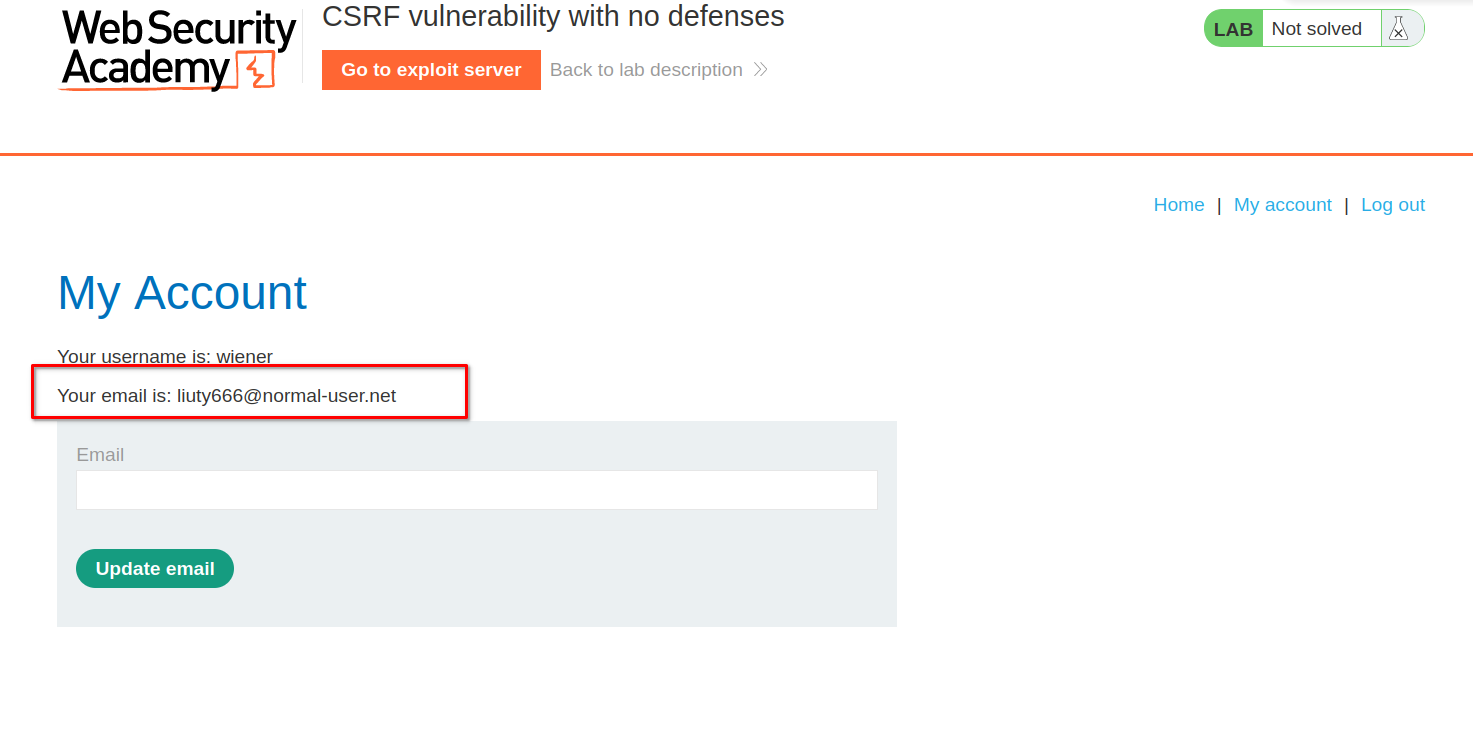 Web Security
Academy
CSRF vulnerability with no defenses
Go to exploit server
Back to lab description
LAB Not solved
Home | My account | Log out
My Account
Your username is: wiener
Your email is: liuty666@normal-user.net
Email
Update email